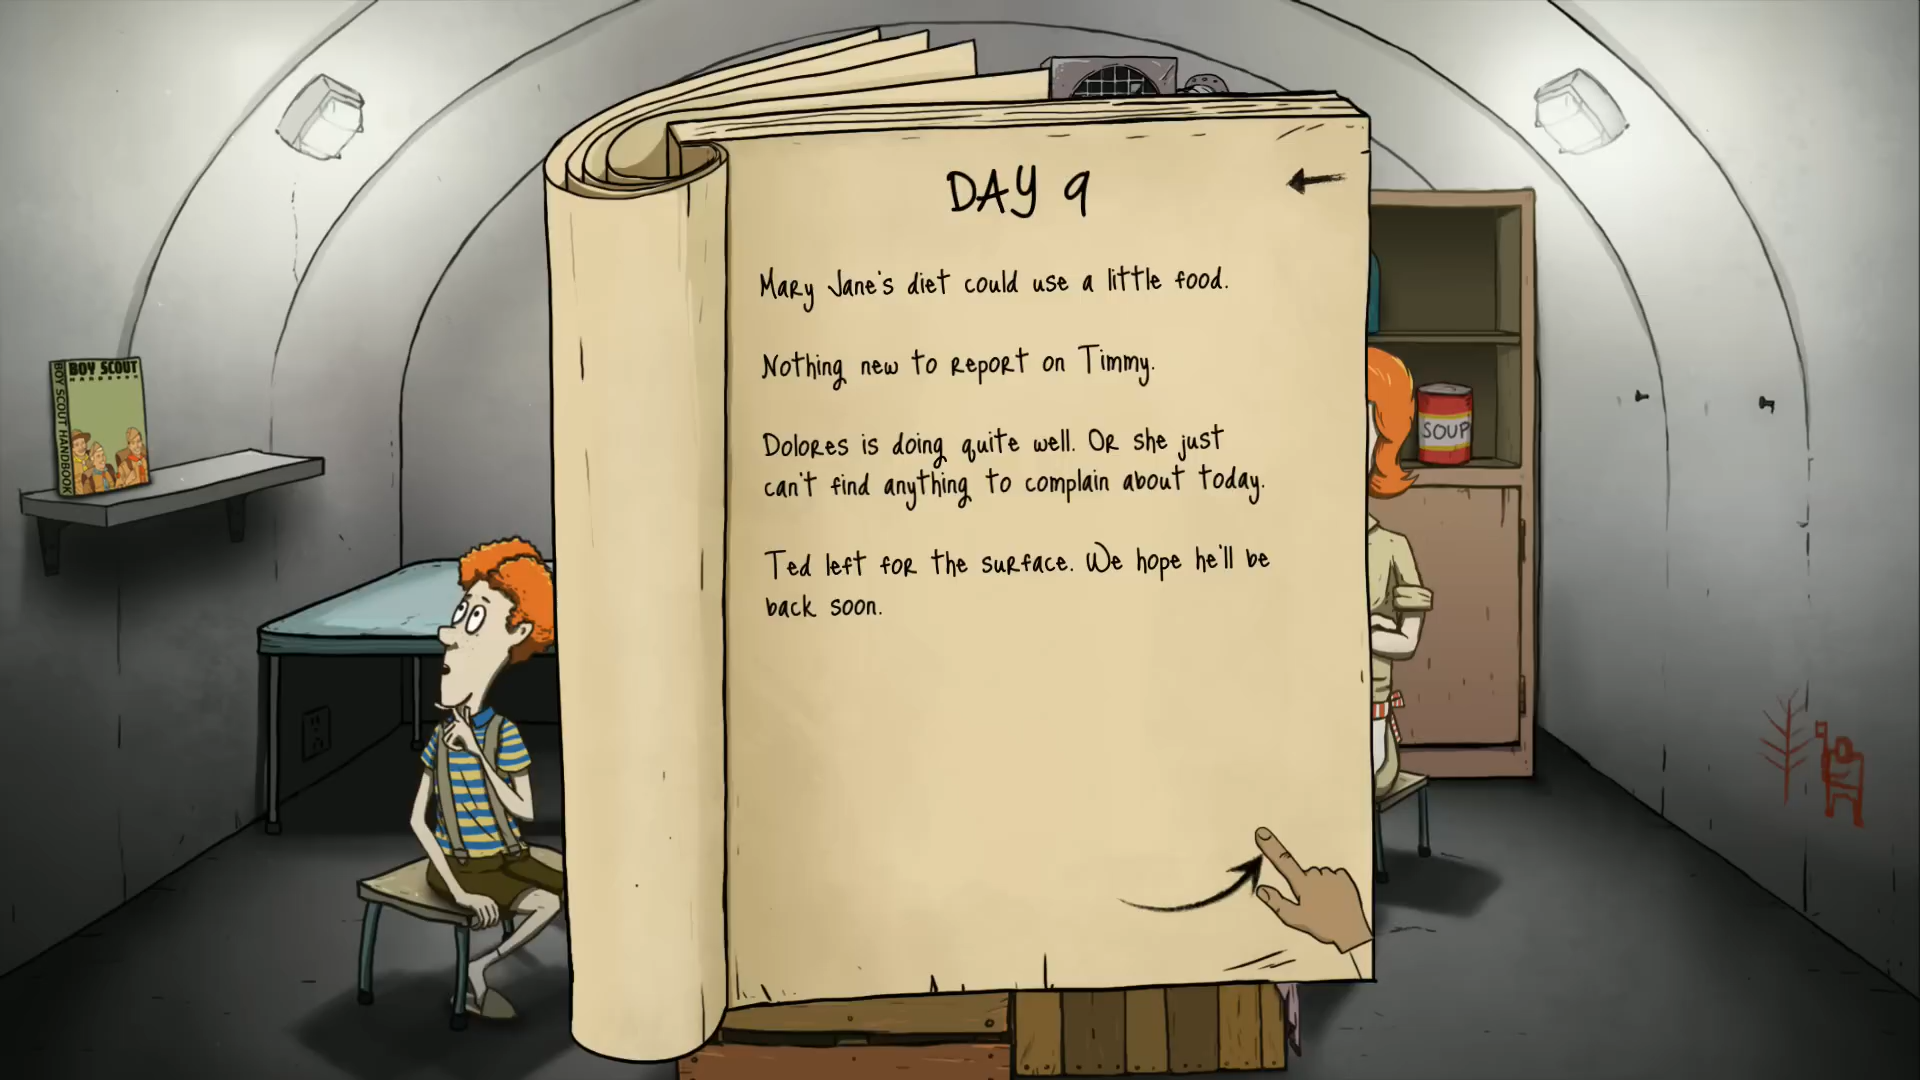 DAY 9
Mary Jane's diet could use a little food.
Nothing new to report on Timmy.
Dolores is doing quite well. Or she just
can't find anything to complain about today.
Ted left for the surface. We hope he'll be
back soon.
BOY SCOUT
HANDBOOK
BOY SCOUT HANDBOOK
SOUP